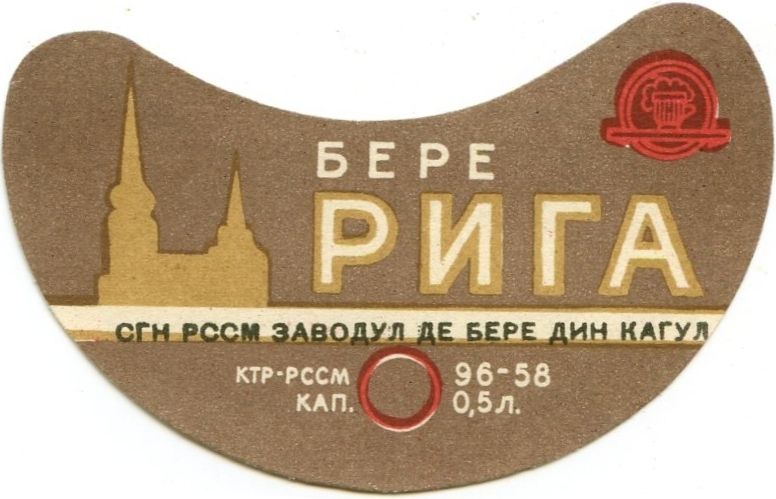 БЕРЕ
РИГА
СГН РССМ ЗАВОДУЛ ДЕ БЕРЕ ДИН КАГУЛ
КТР-РССМ 96-58
КАП. 0,5л.